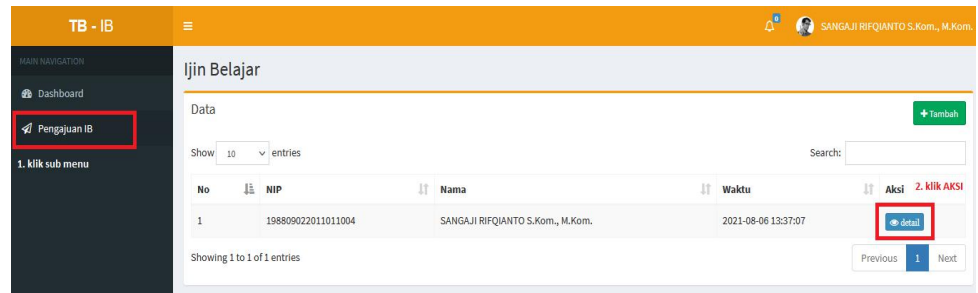 TB - IB
0
SANGAJI RIFQIANTO S.Kom., M.Kom.
MAIN NAVIGATION
Dashboard
Pengajuan IB
1. klik sub menu
Ijin Belajar
Data
Tambah
Show 10 entries
Search:
No NIP Nama Waktu Aksi 2. klik AKSI
1 198809022011011004 SANGAJI RIFQIANTO S.Kom., M.Kom. 2021-08-06 13:37:07 detail
Showing 1 to 1 of 1 entries
Previous 1 Next